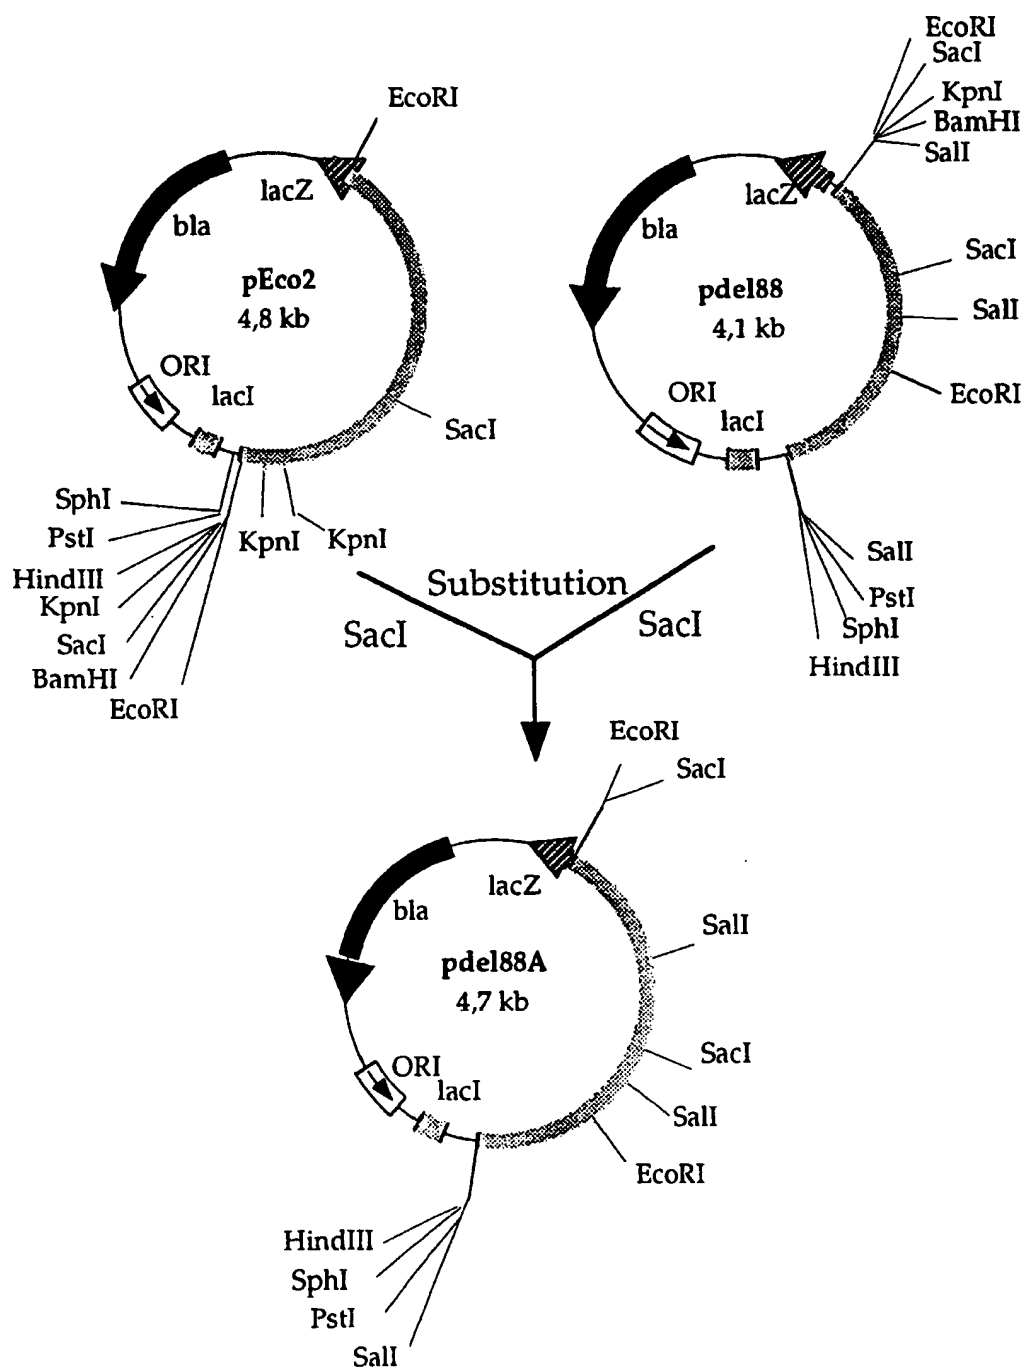 EcoRI
lacZ
bla
pEco2
4,8 kb
ORI
lacI
SacI
SphI
PstI
HindIII
KpnI
SacI
BamHI
EcoRI
KpnI
KpnI
EcoRI
SacI
KpnI
BamHI
SalI
lacZ
bla
pdel88
4,1 kb
SacI
SalI
EcoRI
ORI
lacI
SalI
PstI
SphI
HindIII
Substitution
SacI
SacI
EcoRI
SacI
lacZ
bla
pdel88A
4,7 kb
SalI
SacI
SalI
EcoRI
ORI
lacI
HindIII
SphI
PstI
SalI